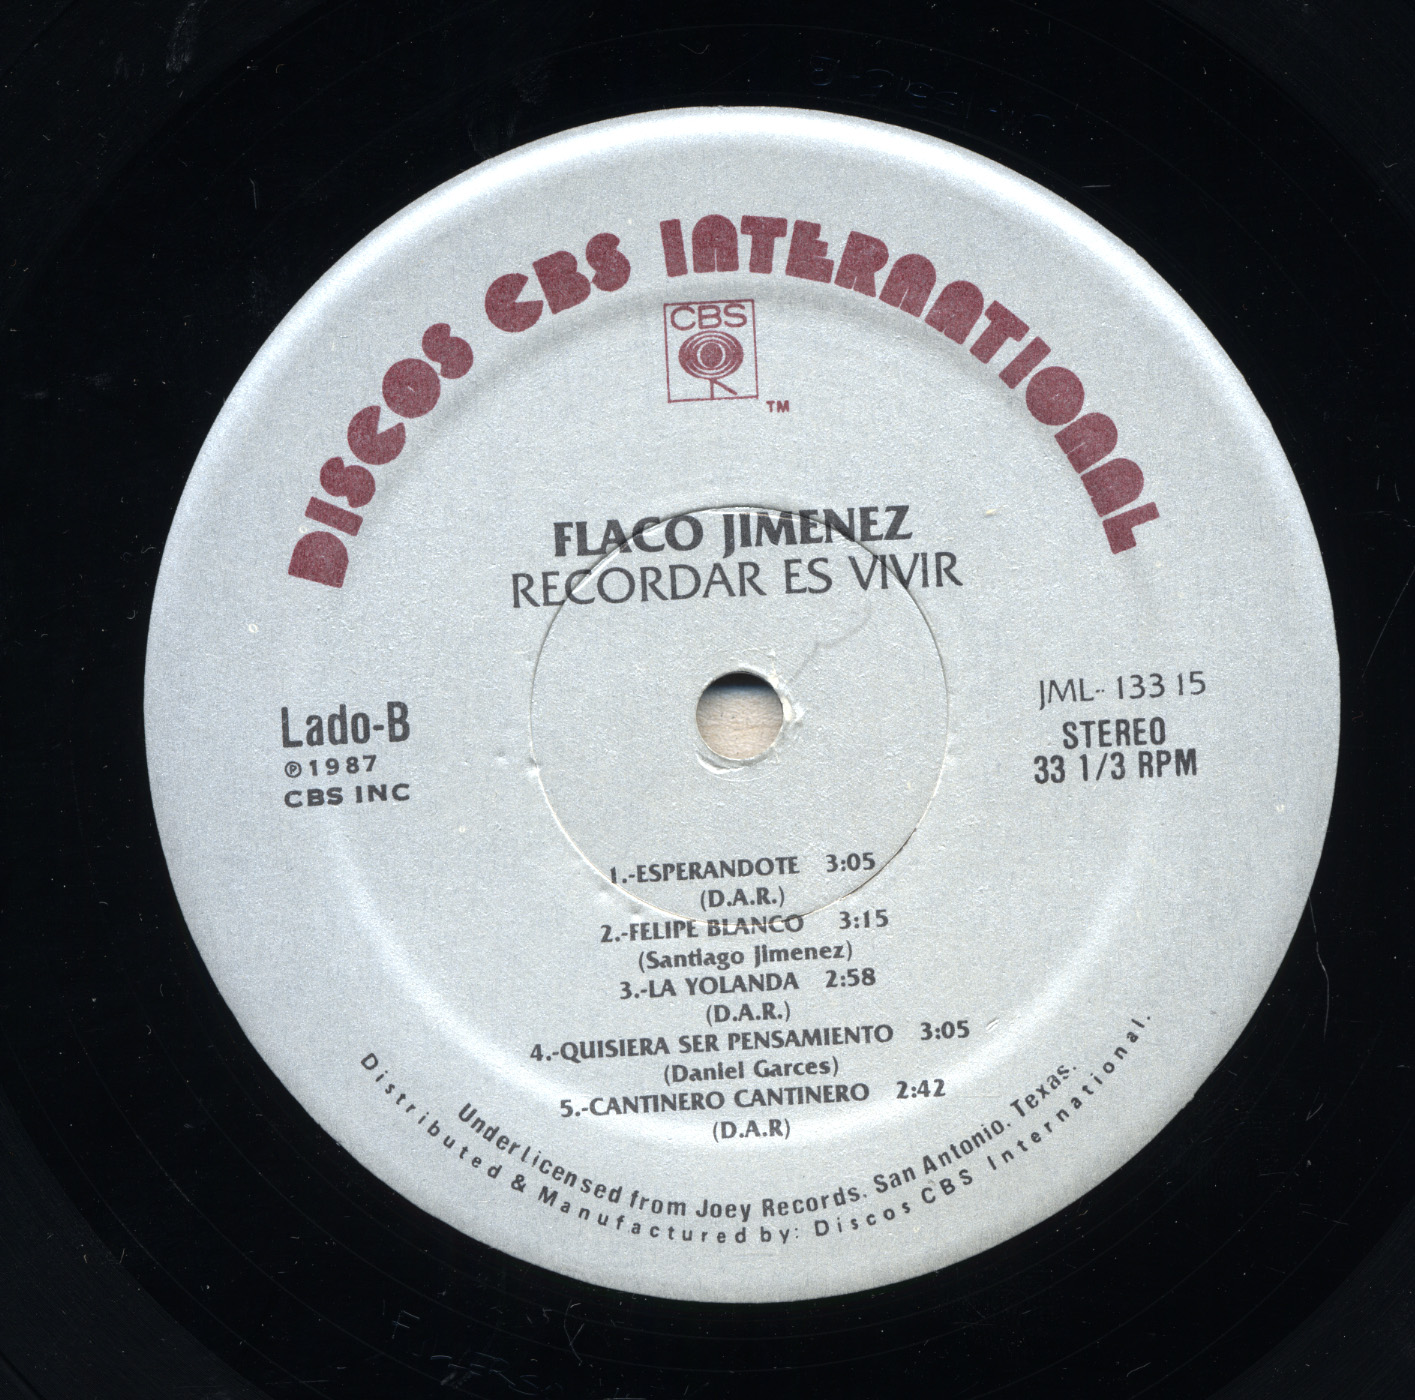 DISCOS CBS INTERNATIONAL
CBS
TM
FLACO JIMENEZ
RECORDAR ES VIVIR
Lado-B
℗1987
CBS INC
JML-13315
STEREO
33 1/3 RPM
1.-ESPERANDOTE 3:05
(D.A.R.)
2.-FELIPE BLANCO 3:15
(Santiago Jimenez)
3.-LA YOLANDA 2:58
(D.A.R.)
4.-QUISIERA SER PENSAMIENTO 3:05
(Daniel Garces)
5.-CANTINERO CANTINERO 2:42
(D.A.R)
Under Licensed from Joey Records. San Antonio. Texas.
Distributed & Manufactured by: Discos CBS International.